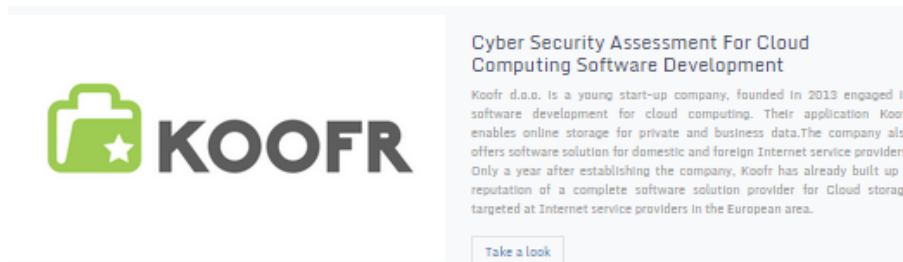 KOOFR
Cyber Security Assessment For Cloud
Computing Software Development
Koofr d.o.o. is a young start-up company, founded in 2013 engaged
software development for cloud computing. Their application
enables online storage for private and business data.The company
offers software solution for domestic and foreign Internet service
Only a year after establishing the company, Koofr has already built up
reputation of a complete software solution provider for Cloud
targeted at Internet service providers in the European area.
Take a look